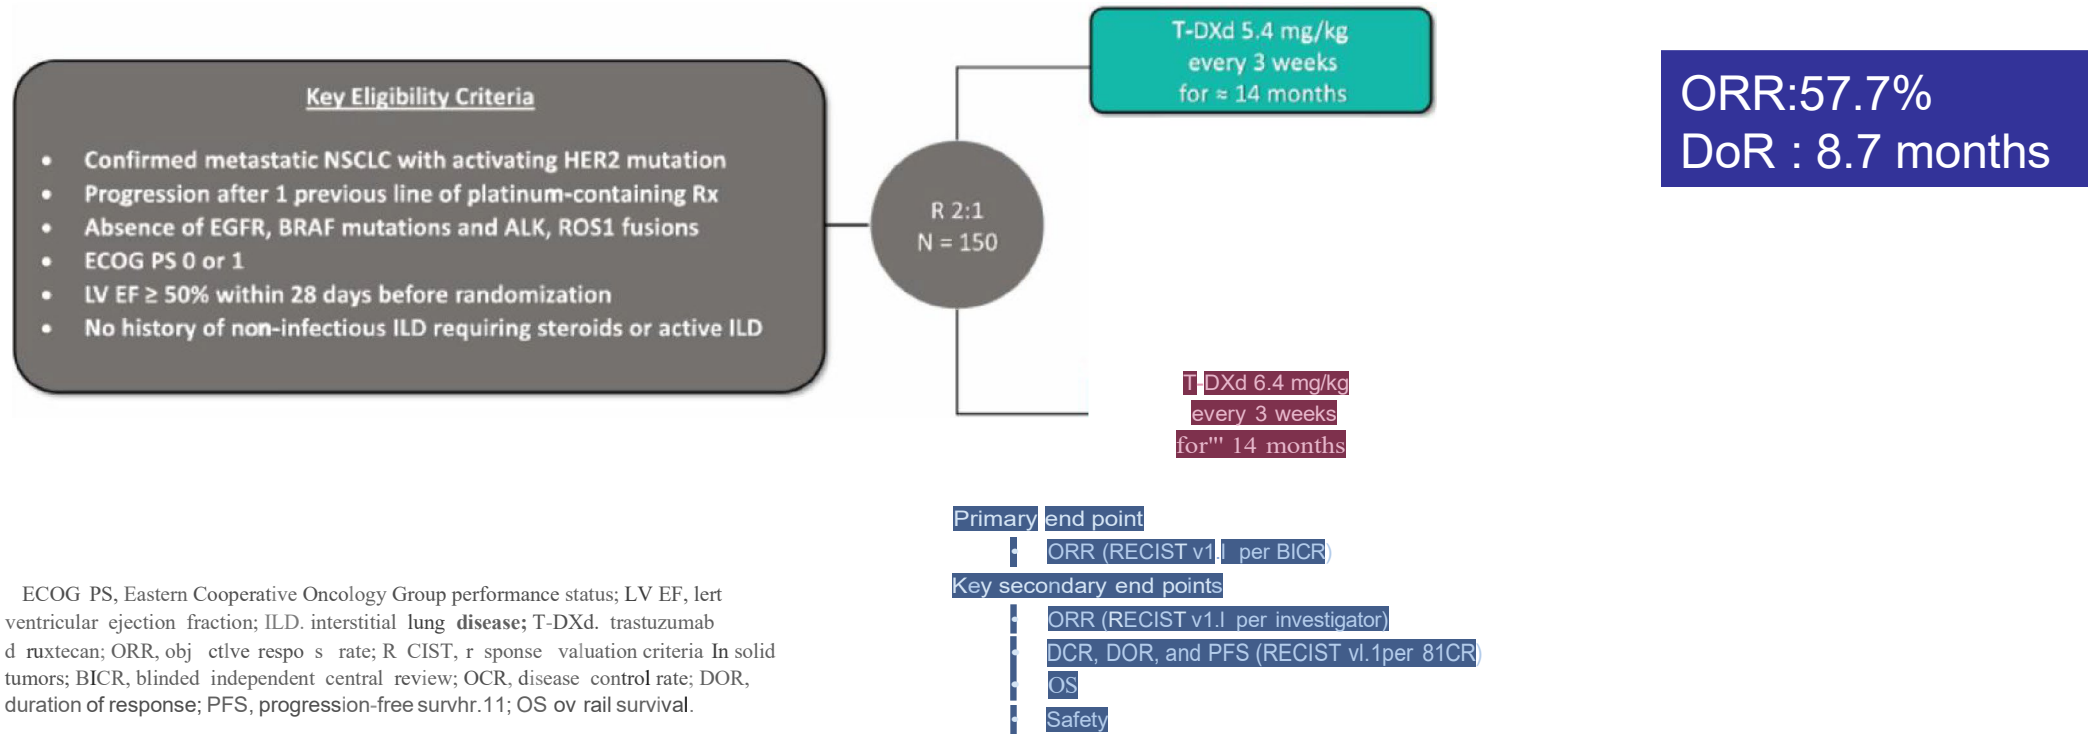 Key Eligibility Criteria
• Confirmed metastatic NSCLC with activating HER2 mutation
• Progression after 1 previous line of platinum-containing Rx
• Absence of EGFR, BRAF mutations and ALK, ROS1 fusions
• ECOG PS 0 or 1
• LV EF ≥ 50% within 28 days before randomization
• No history of non-infectious ILD requiring steroids or active ILD
R 2:1
N = 150
T-DXd 5.4 mg/kg
every 3 weeks
for ≈ 14 months
ORR:57.7%
DoR : 8.7 months
T-DXd 6.4 mg/kg
every 3 weeks
for"' 14 months
Primary end point
• ORR (RECIST v1.l per BICR)
Key secondary end points
• ORR (RECIST v1.l per investigator)
• DCR, DOR, and PFS (RECIST vl.1per 81CR)
• OS
• Safety
ECOG PS, Eastern Cooperative Oncology Group performance status; LV EF, lert
ventricular ejection fraction; ILD. interstitial lung disease; T-DXd. trastuzumab
d ruxtecan; ORR, obj ctlve respo s rate; R CIST, r sponse valuation criteria In solid
tumors; BICR, blinded independent central review; OCR, disease control rate; DOR,
duration of response; PFS, progression-free survhr.11; OS ov rail survival.